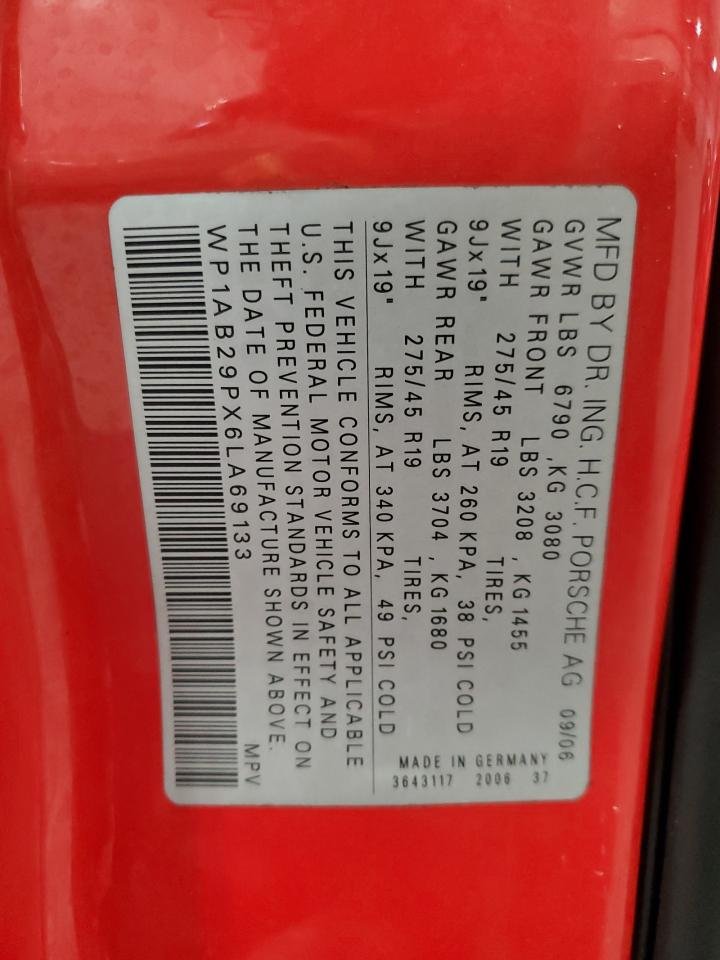 MFD BY DR. ING. H.C.F. PORSCHE AG 09/06
GVWR LBS 6790 ,KG 3080
GAWR FRONT LBS 3208 , KG 1455
WITH 275/45 R19 TIRES,
9Jx19" RIMS, AT 260 KPA, 38 PSI COLD
GAWR REAR LBS 3704 , KG 1680
WITH 275/45 R19 TIRES,
9Jx19" RIMS, AT 340 KPA, 49 PSI COLD
MADE IN GERMANY
3643117 2006 37
THIS VEHICLE CONFORMS TO ALL APPLICABLE
U.S. FEDERAL MOTOR VEHICLE SAFETY AND
THEFT PREVENTION STANDARDS IN EFFECT ON
THE DATE OF MANUFACTURE SHOWN ABOVE.
WP1AB29PX6LA69133 MPV